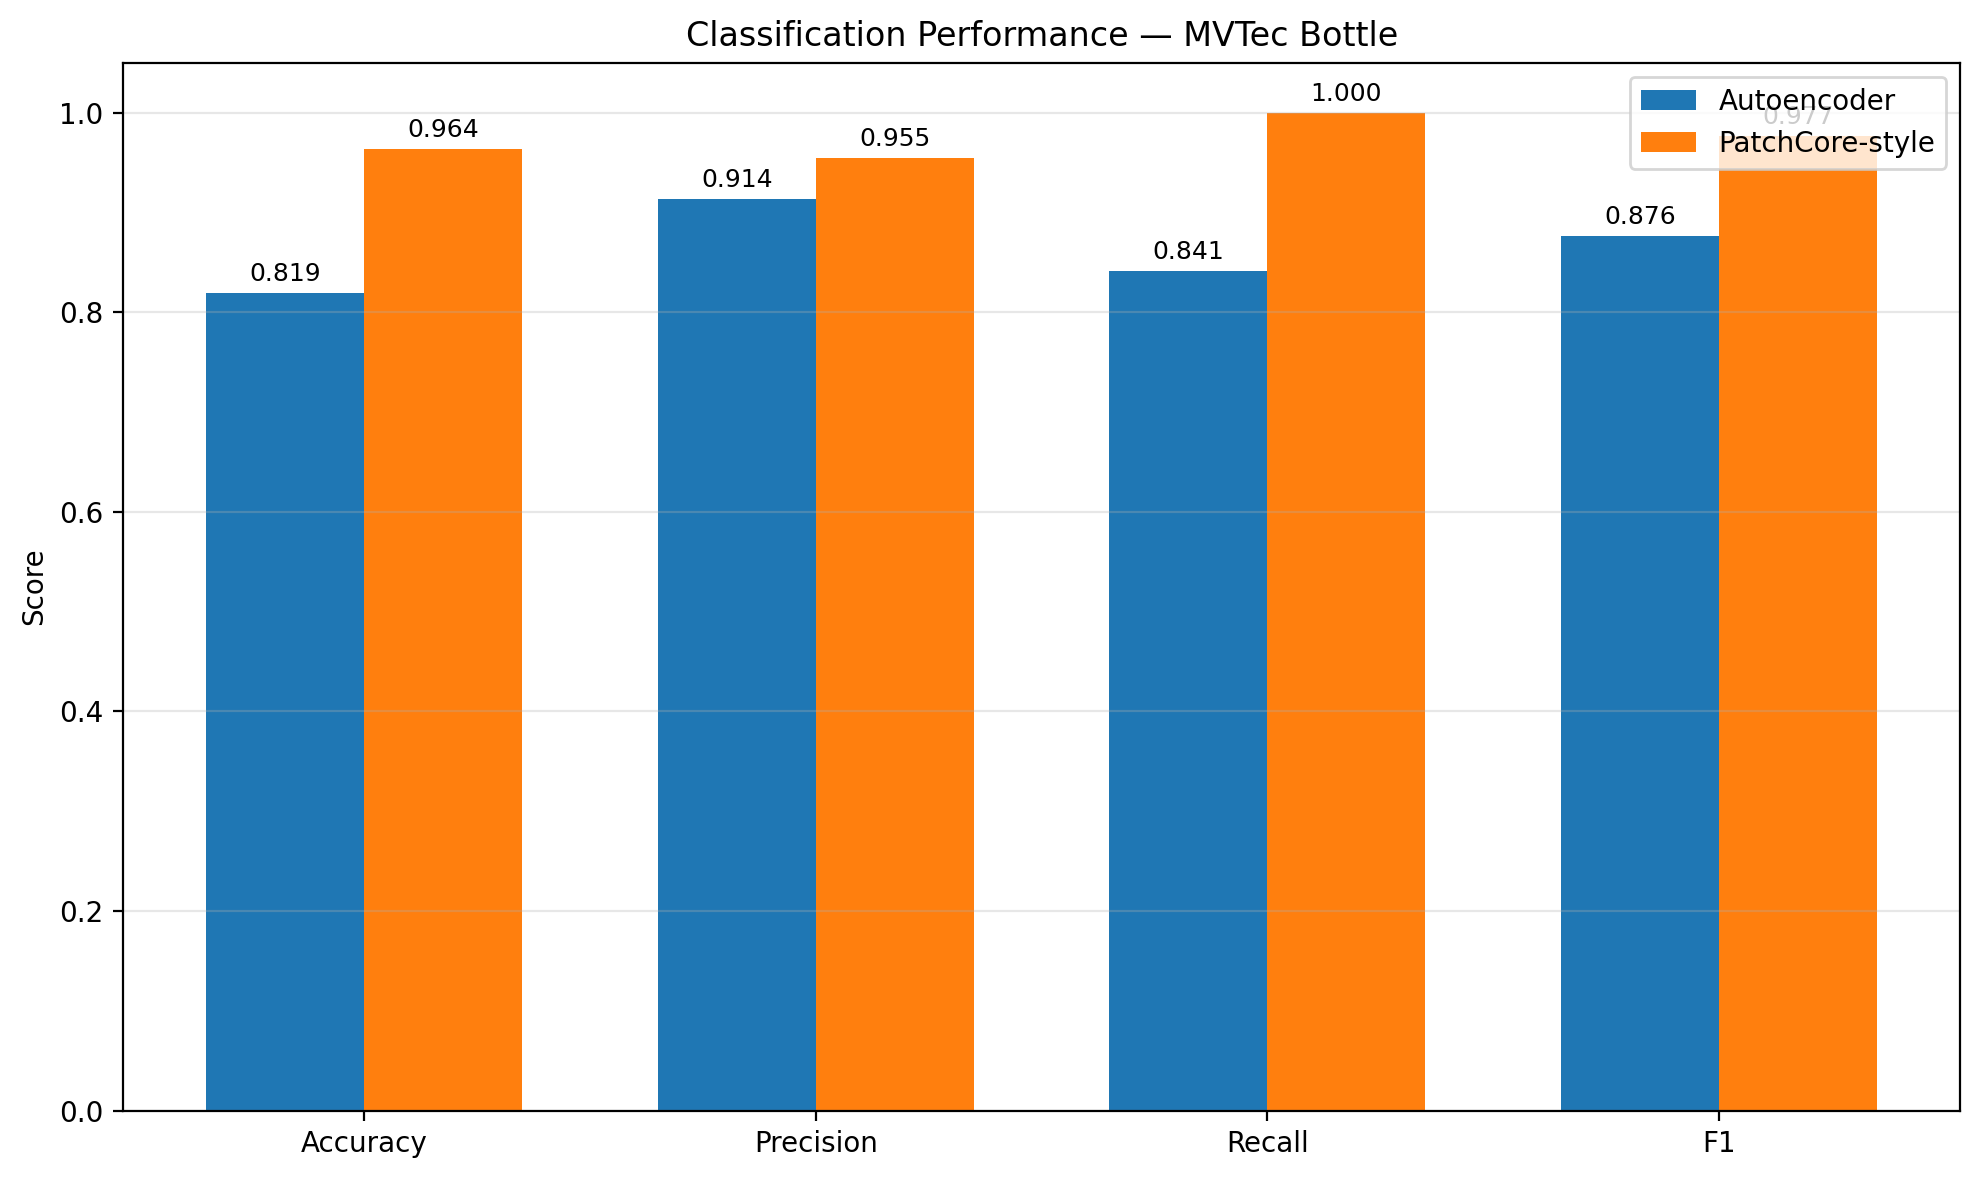 Classification Performance — MVTec Bottle
Autoencoder
PatchCore-style
1.000
0.977
0.964
0.955
0.914
0.876
0.841
0.819
Score
1.0
0.8
0.6
0.4
0.2
0.0
Accuracy
Precision
Recall
F1